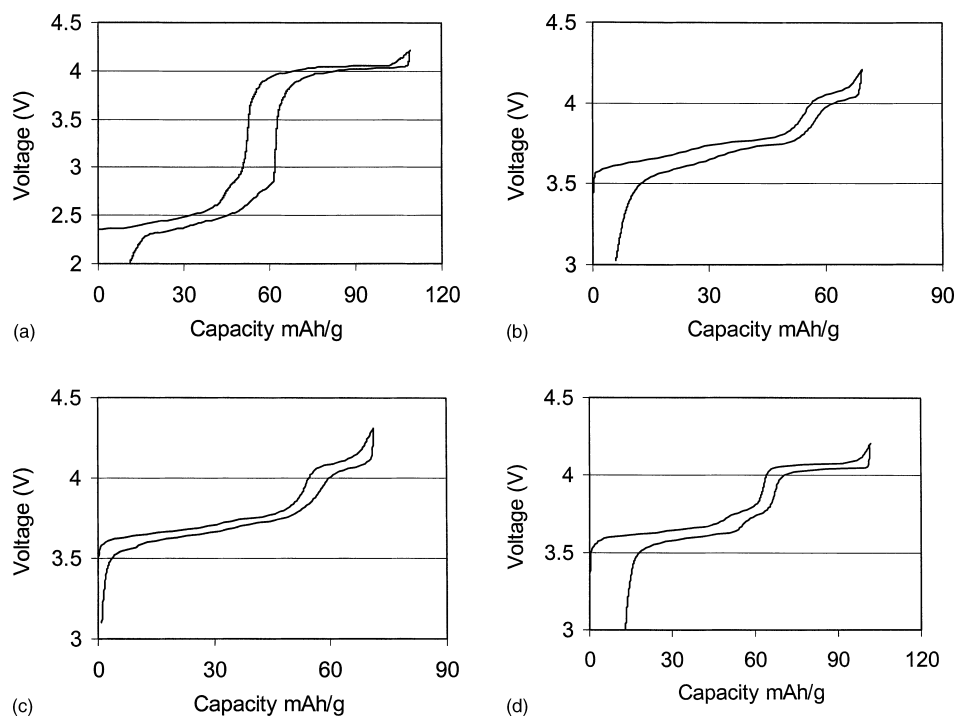 4.5
4
3.5
3
2.5
2
Voltage (V)
0 30 60 90 120
(a) Capacity mAh/g
4.5
4
3.5
3
Voltage (V)
0 30 60 90
(b) Capacity mAh/g
4.5
4
3.5
3
Voltage (V)
0 30 60 90
(c) Capacity mAh/g
4.5
4
3.5
3
Voltage (V)
0 30 60 90 120
(d) Capacity mAh/g